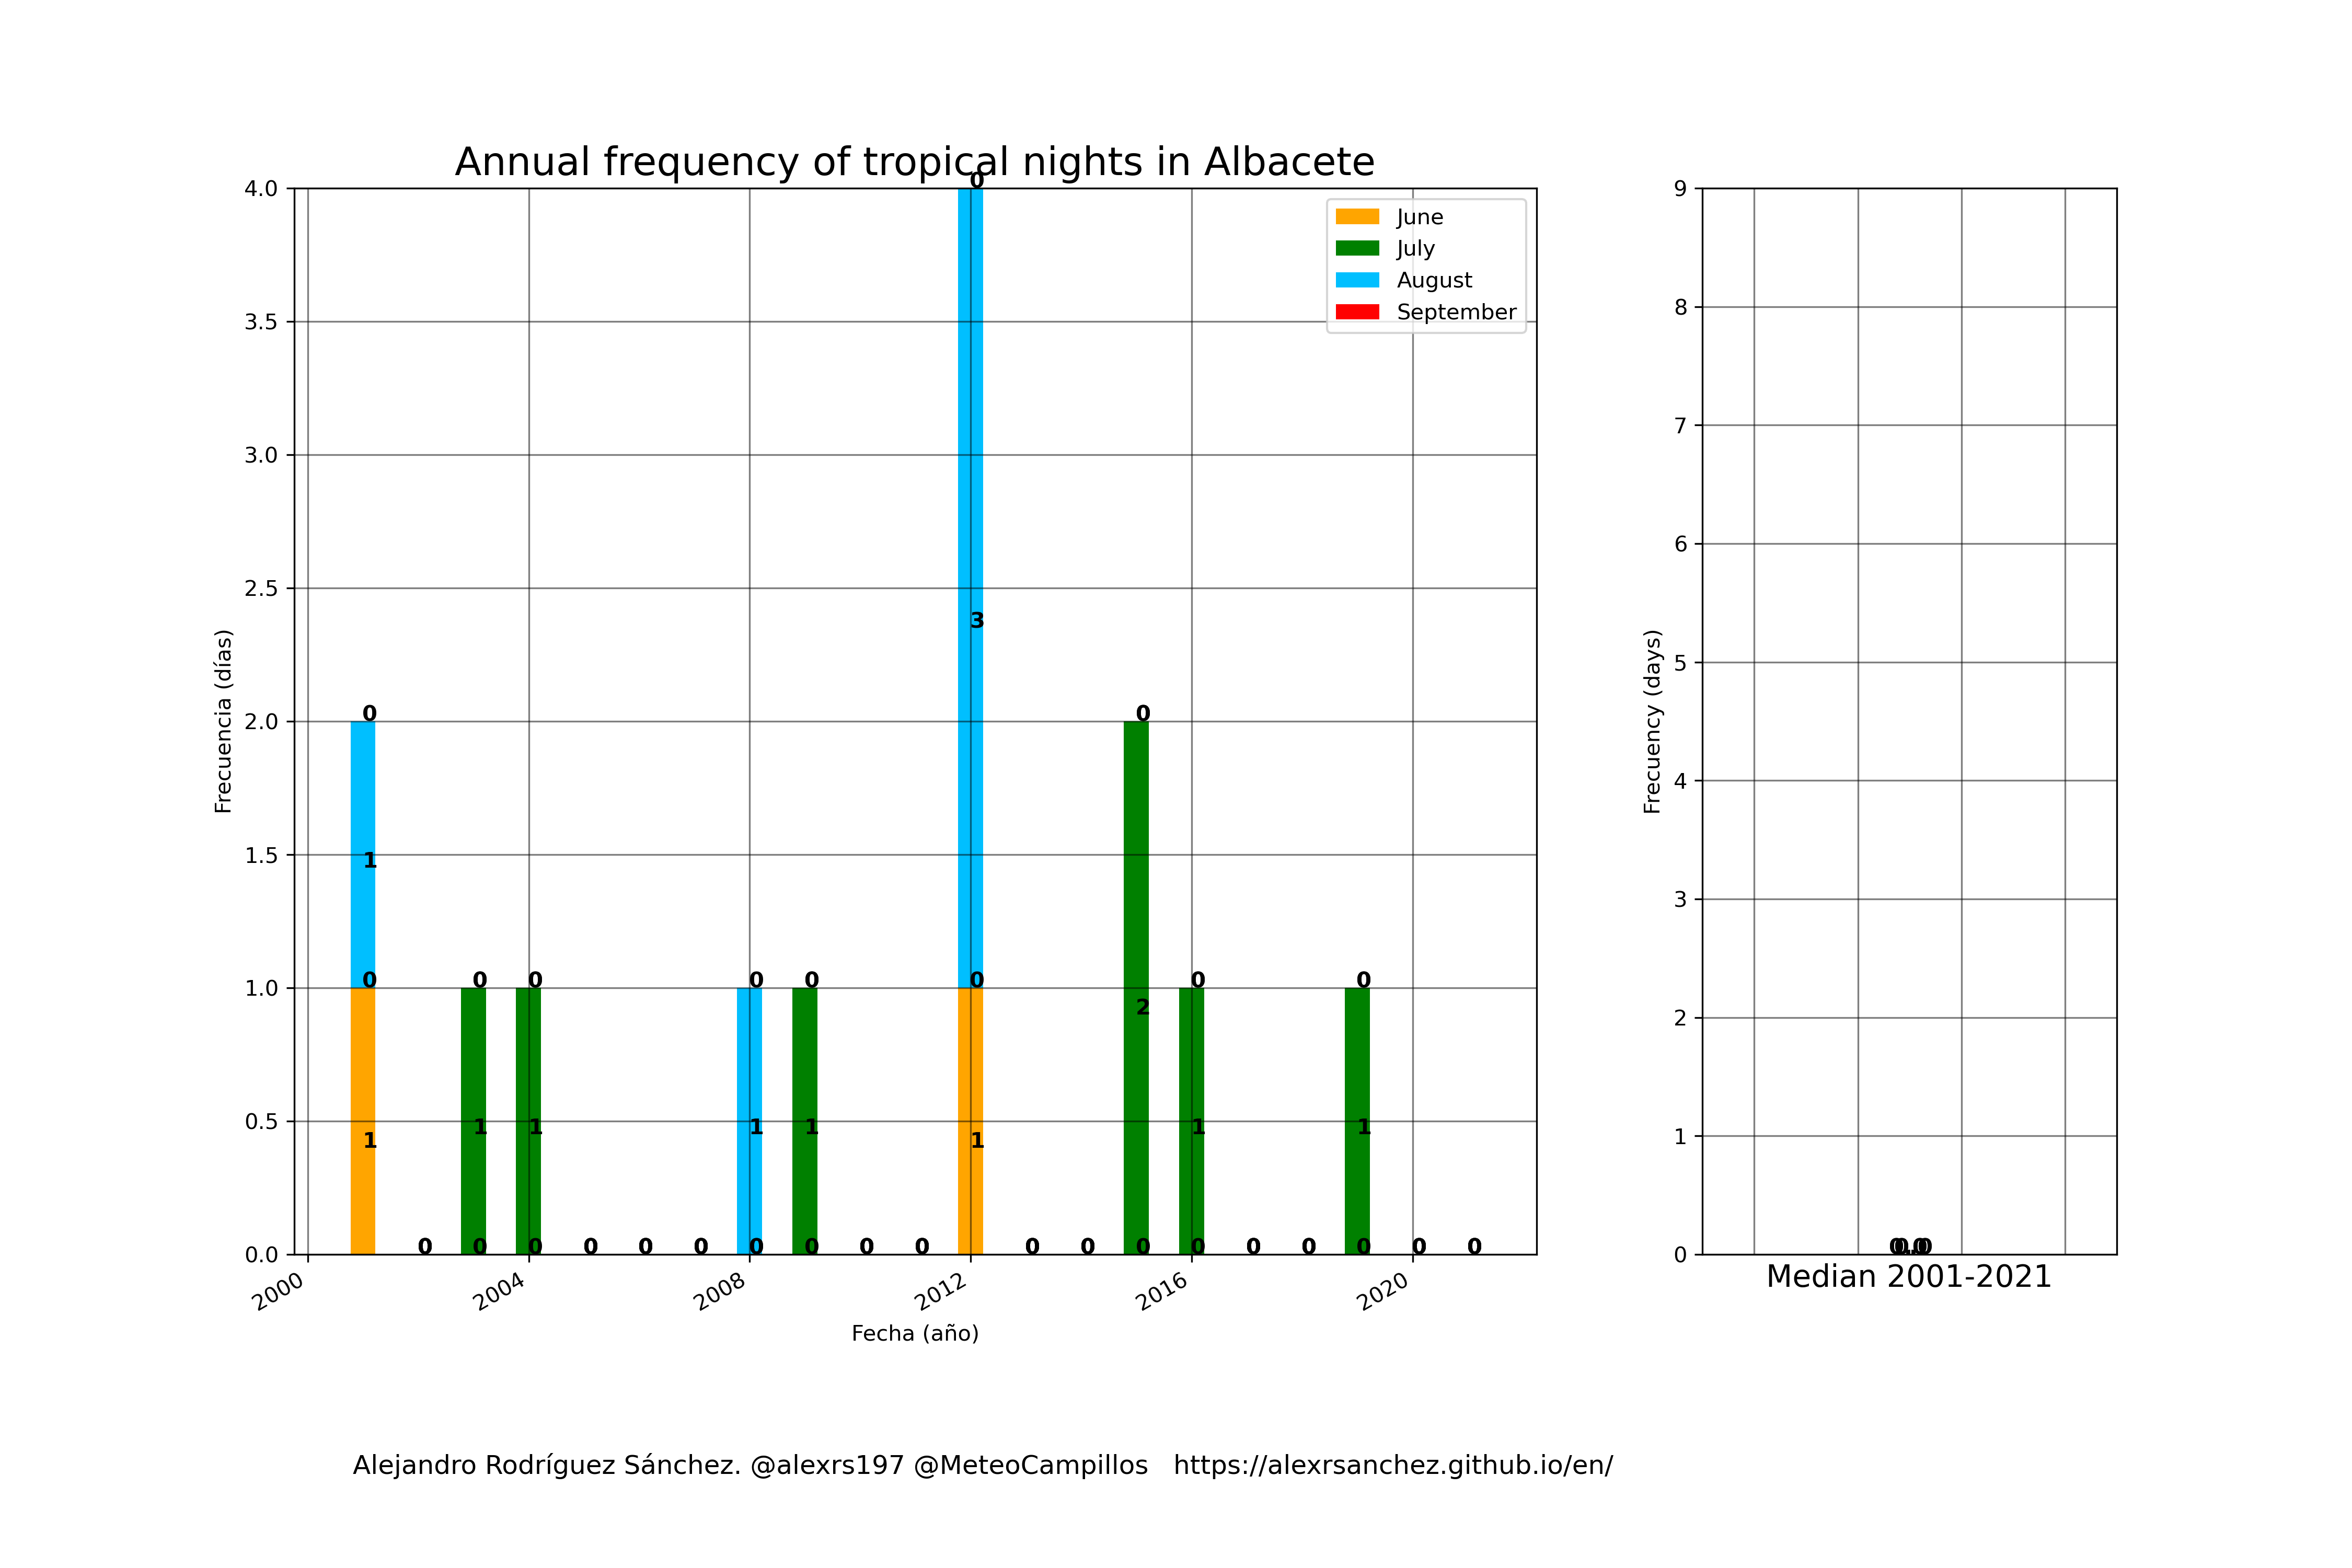 Annual frequency of tropical nights in Albacete
4.0
3.5
3.0
2.5
2.0
1.5
1.0
0.5
0.0
Frecuencia (días)
June
July
August
September
0
3
0 0
1
0 0 0 0 0 0 0 0 0
2
1 1 1 1 1 1 1
1 1
0 0 0 0 0 0 0 0 0 0 0 0 0 0 0 0 0 0 0
2000 2004 2008 2012 2016 2020
Fecha (año)
9
8
7
6
5
4
3
2
1
0
Frecuency (days)
Median 2001-2021
Alejandro Rodríguez Sánchez. @alexrs197 @MeteoCampillos https://alexrsanchez.github.io/en/